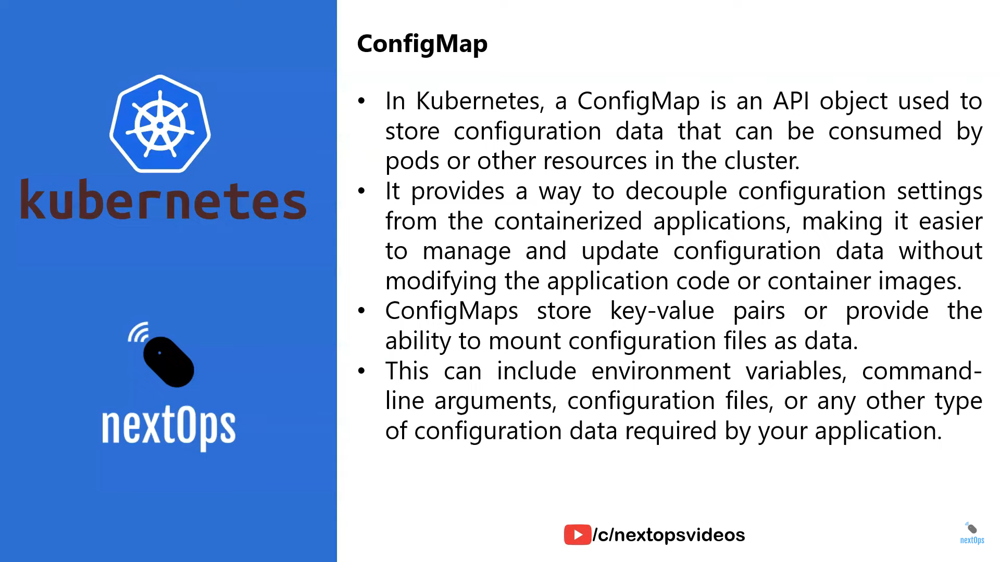 kubernetes
nextOps
ConfigMap
• In Kubernetes, a ConfigMap is an API object used to
store configuration data that can be consumed by
pods or other resources in the cluster.
• It provides a way to decouple configuration settings
from the containerized applications, making it easier
to manage and update configuration data without
modifying the application code or container images.
• ConfigMaps store key-value pairs or provide the
ability to mount configuration files as data.
• This can include environment variables, command-
line arguments, configuration files, or any other type
of configuration data required by your application.
/c/nextopsvideos
nextOps